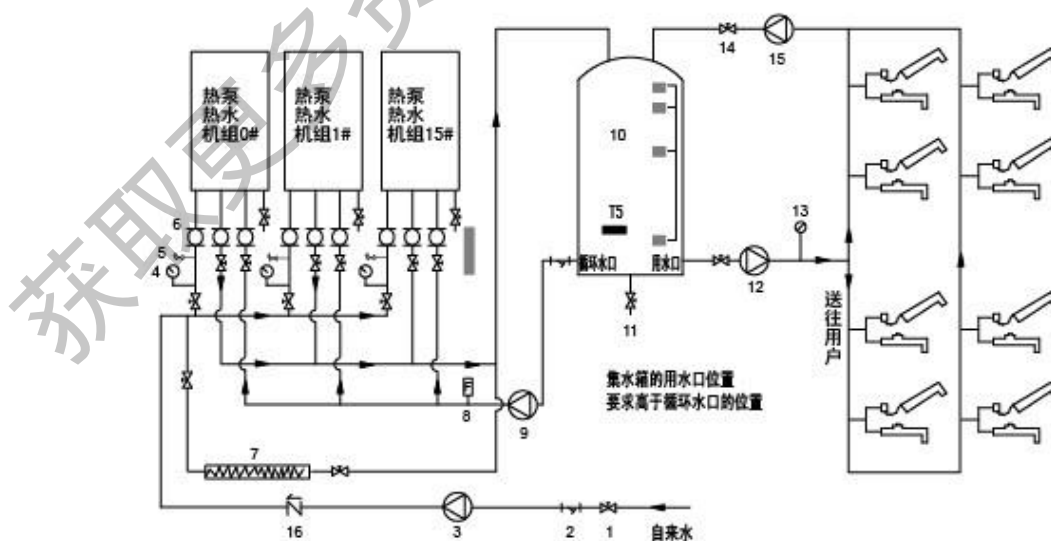 获取更多资
热泵
热水
机组0#
热泵
热水
机组1#
热泵
热水
机组15#
14
15
10
T5
6
5
4
13
循环水口
用水口
12
11
送往用户
集水箱的用水口位置
要求高于循环水口的位置
8
9
7
16
3
2
1
自来水